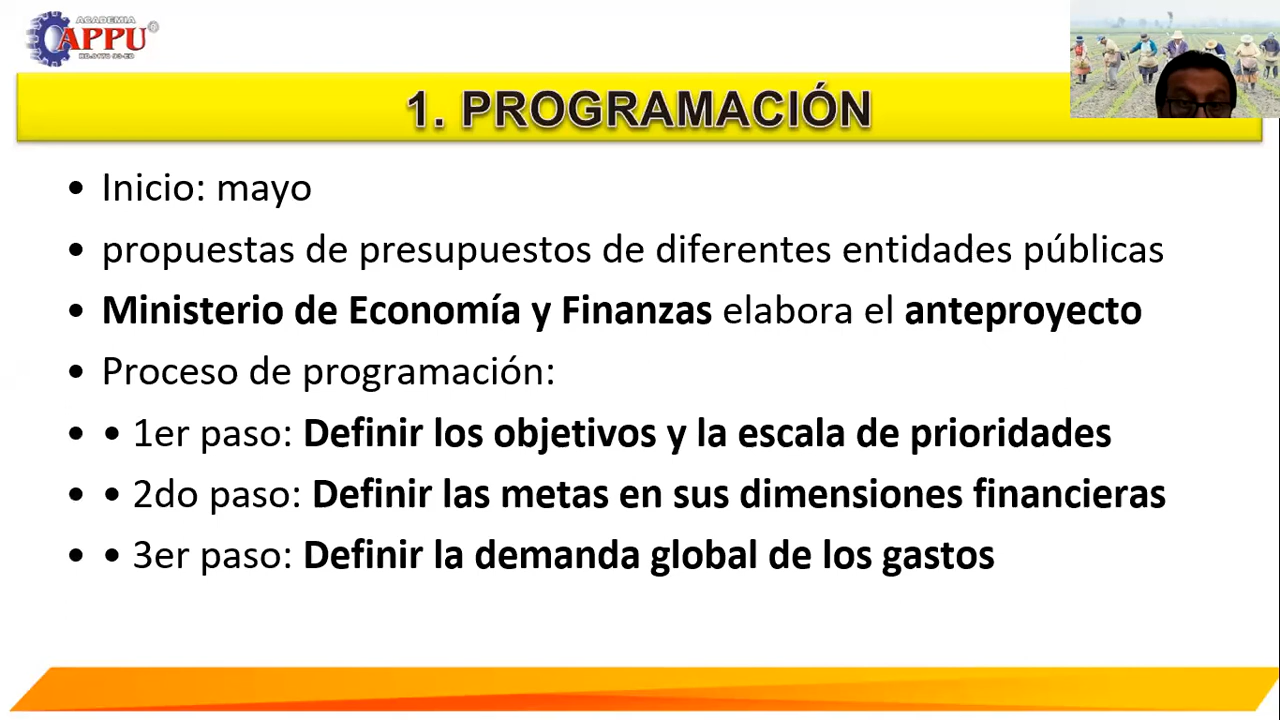 ACADEMIA
APPU
1. PROGRAMACIÓN
• Inicio: mayo
• propuestas de presupuestos de diferentes entidades públicas
• Ministerio de Economía y Finanzas elabora el anteproyecto
• Proceso de programación:
• • 1er paso: Definir los objetivos y la escala de prioridades
• • 2do paso: Definir las metas en sus dimensiones financieras
• • 3er paso: Definir la demanda global de los gastos